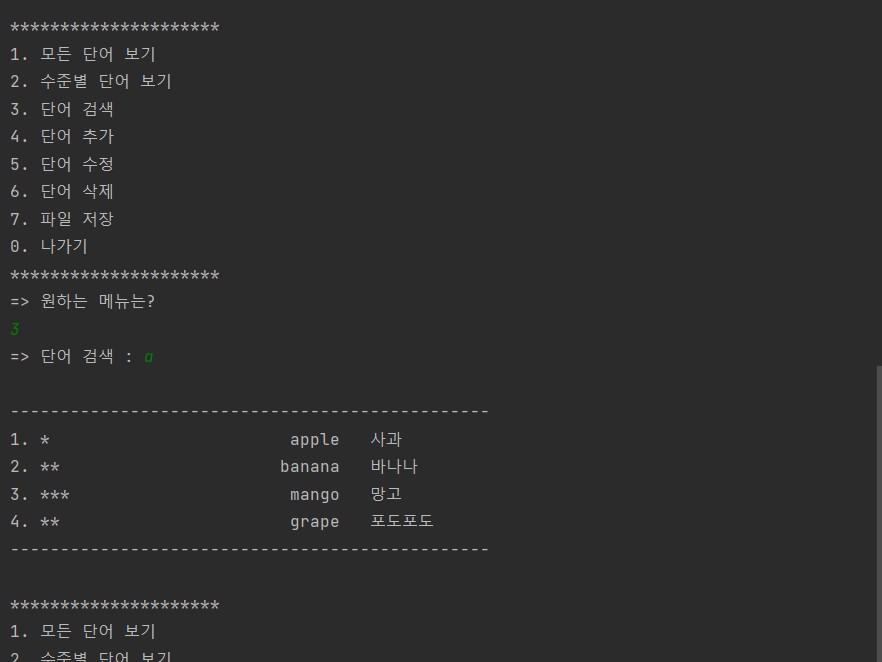 *********************
1. 모든 단어 보기
2. 수준별 단어 보기
3. 단어 검색
4. 단어 추가
5. 단어 수정
6. 단어 삭제
7. 파일 저장
0. 나가기
*********************
=> 원하는 메뉴는?
3
=> 단어 검색 : a
------------------------------------------------
1. *                        apple   사과
2. **                      banana   바나나
3. ***                      mango   망고
4. **                       grape   포도포도
------------------------------------------------
*********************
1. 모든 단어 보기
2. 수준별 단어 보기